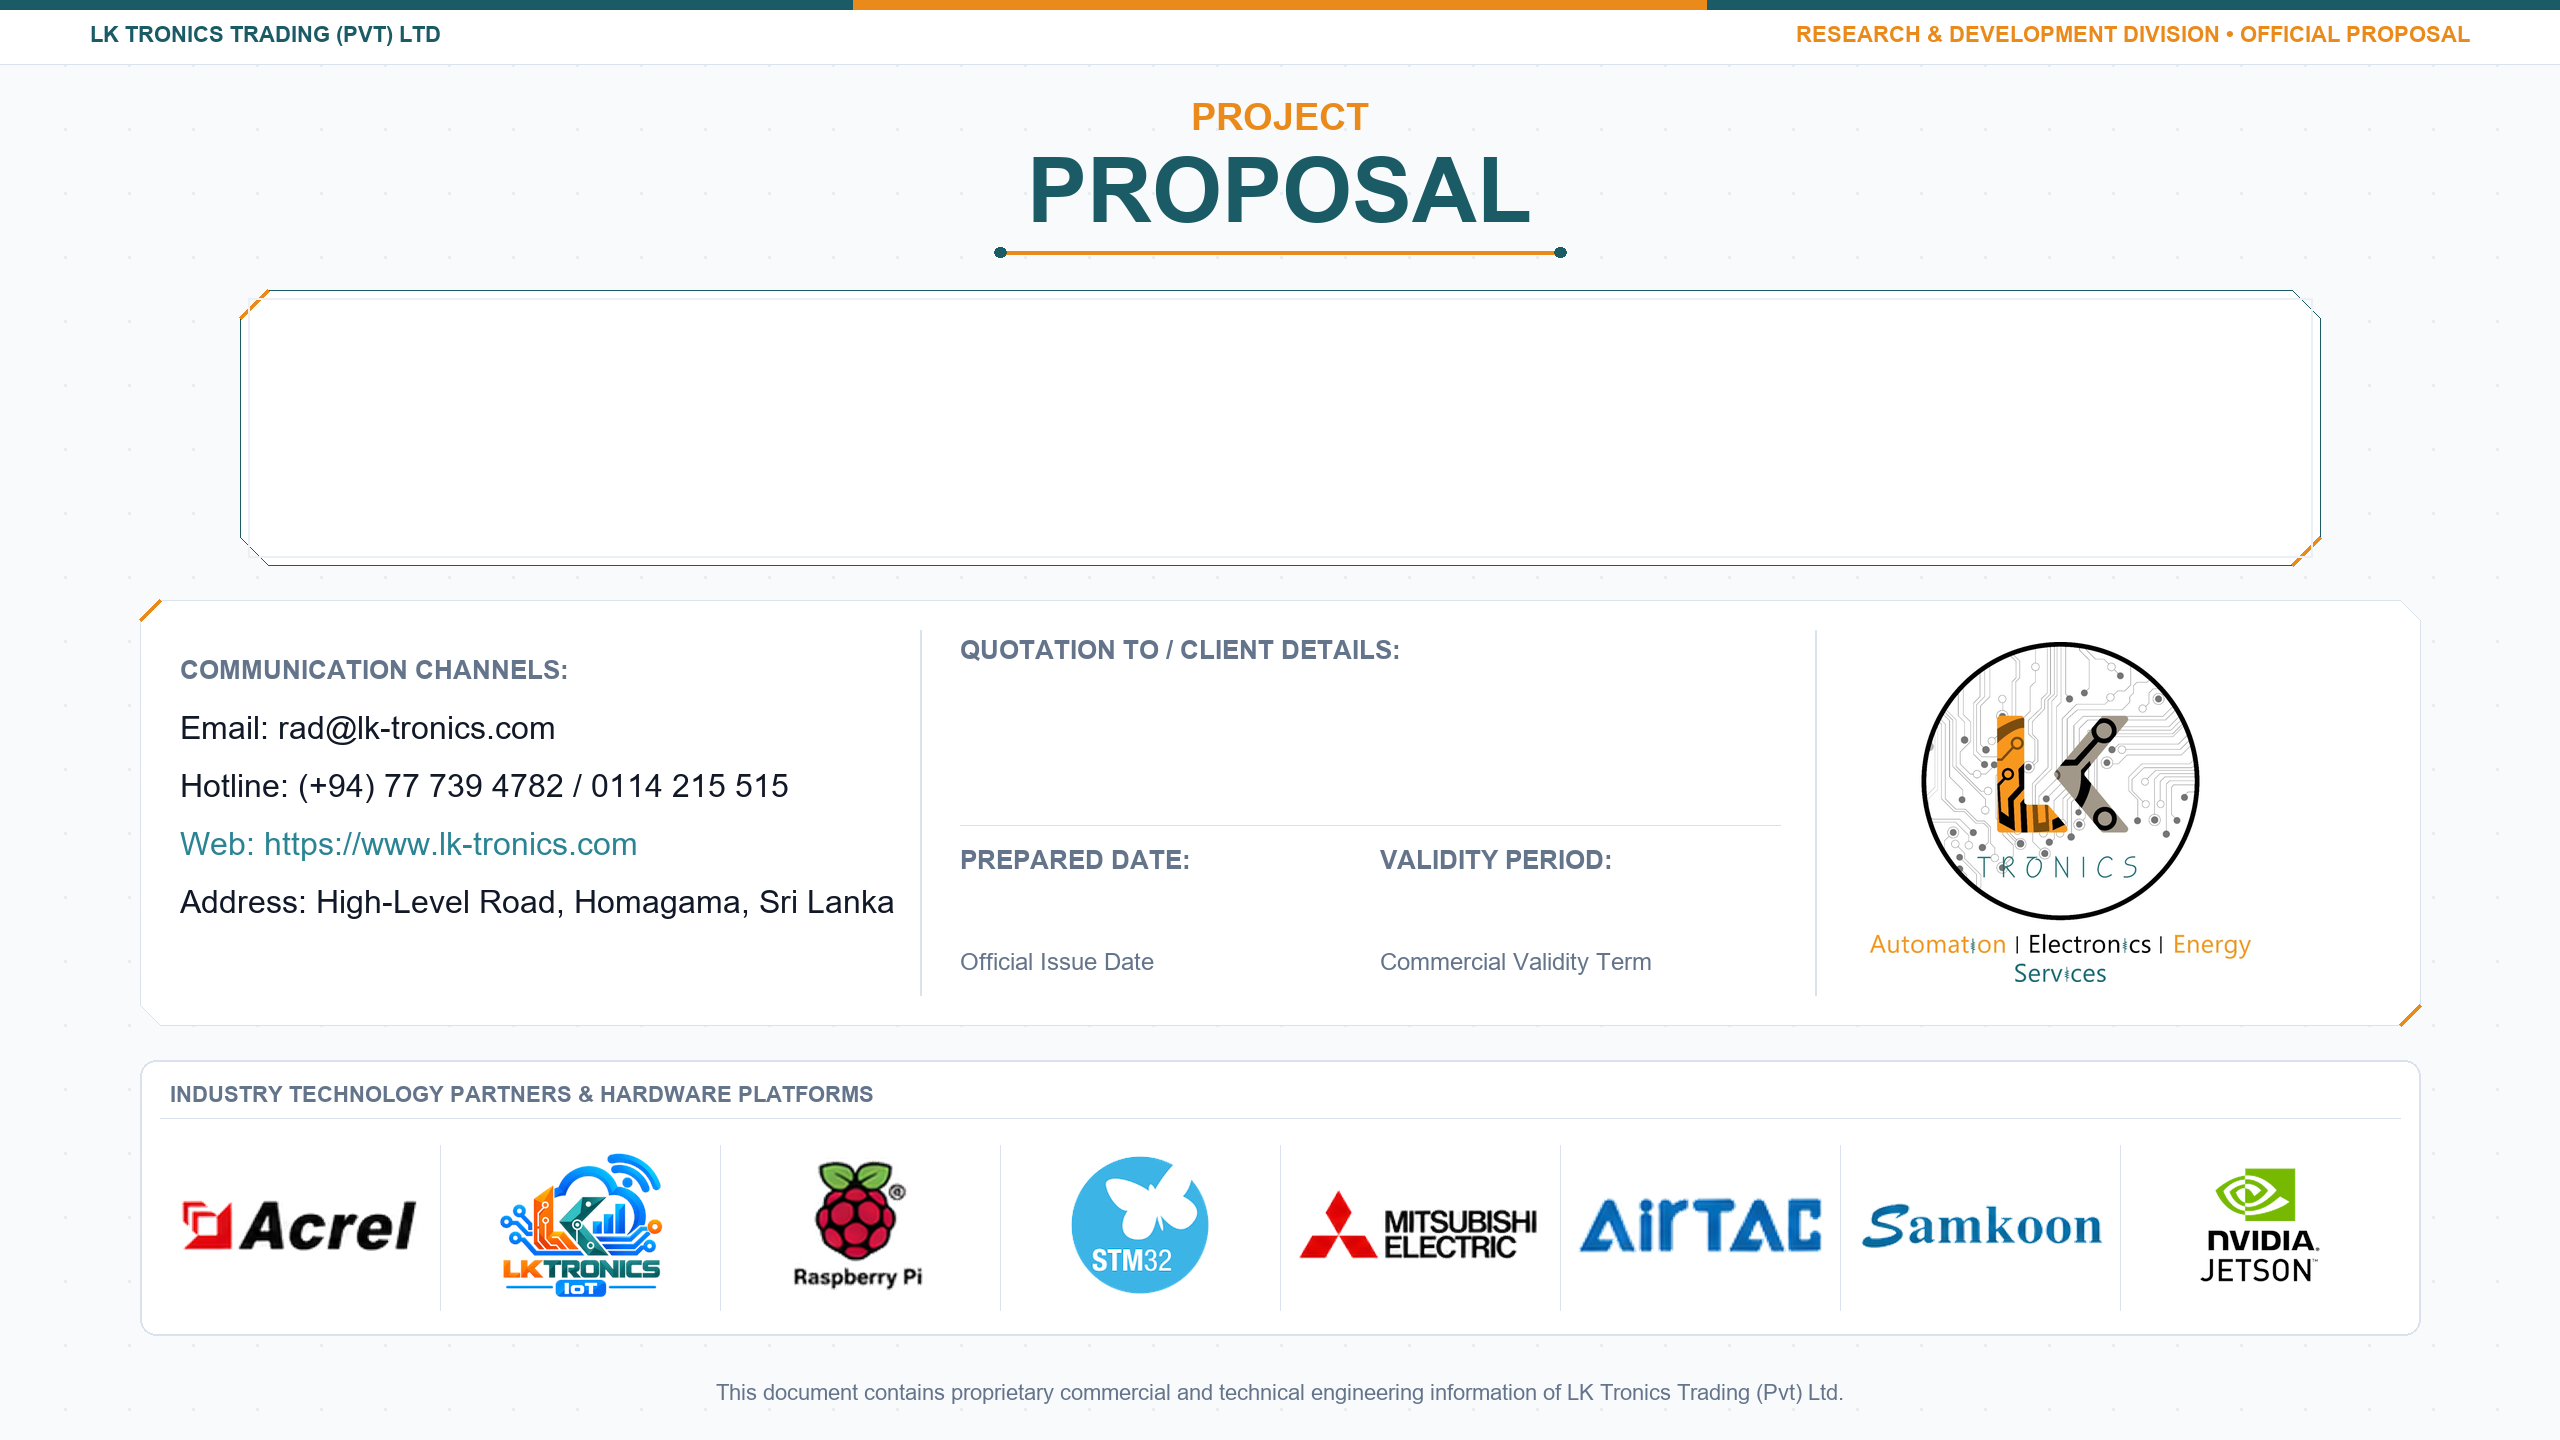 LK TRONICS TRADING (PVT) LTD
RESEARCH & DEVELOPMENT DIVISION • OFFICIAL PROPOSAL
PROJECT
PROPOSAL
COMMUNICATION CHANNELS:
Email: rad@lk-tronics.com
Hotline: (+94) 77 739 4782 / 0114 215 515
Web: https://www.lk-tronics.com
Address: High-Level Road, Homagama, Sri Lanka
QUOTATION TO / CLIENT DETAILS:
PREPARED DATE:
VALIDITY PERIOD:
Official Issue Date
Commercial Validity Term
LK
TRONICS
Automation | Electronics | Energy
Services
INDUSTRY TECHNOLOGY PARTNERS & HARDWARE PLATFORMS
Acrel
LKTRONICS
IoT
Raspberry Pi
®
STM32
MITSUBISHI
ELECTRIC
AirTAC
Samkoon
NVIDIA.
JETSON™
This document contains proprietary commercial and technical engineering information of LK Tronics Trading (Pvt) Ltd.